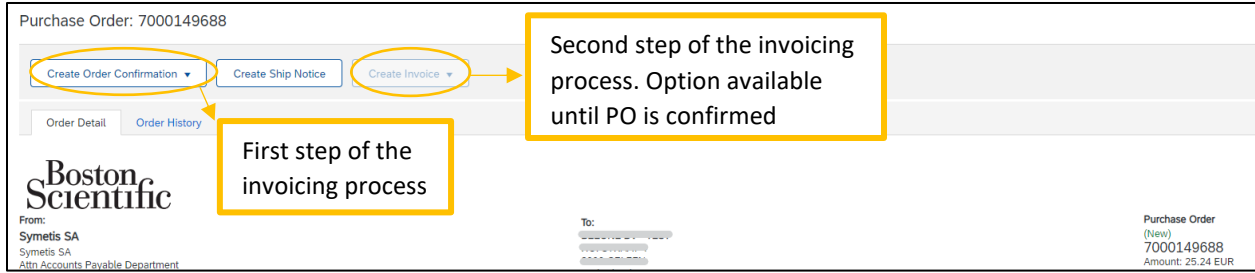 Purchase Order: 7000149688
Create Order Confirmation ▼
Create Ship Notice
Create Invoice ▼
Second step of the invoicing
process. Option available
until PO is confirmed
Order Detail
Order History
First step of the
invoicing process
Boston
Scientific
From:
Symetis SA
Symetis SA
Attn Accounts Payable Department
To:
Purchase Order
(New)
7000149688
Amount: 25.24 EUR